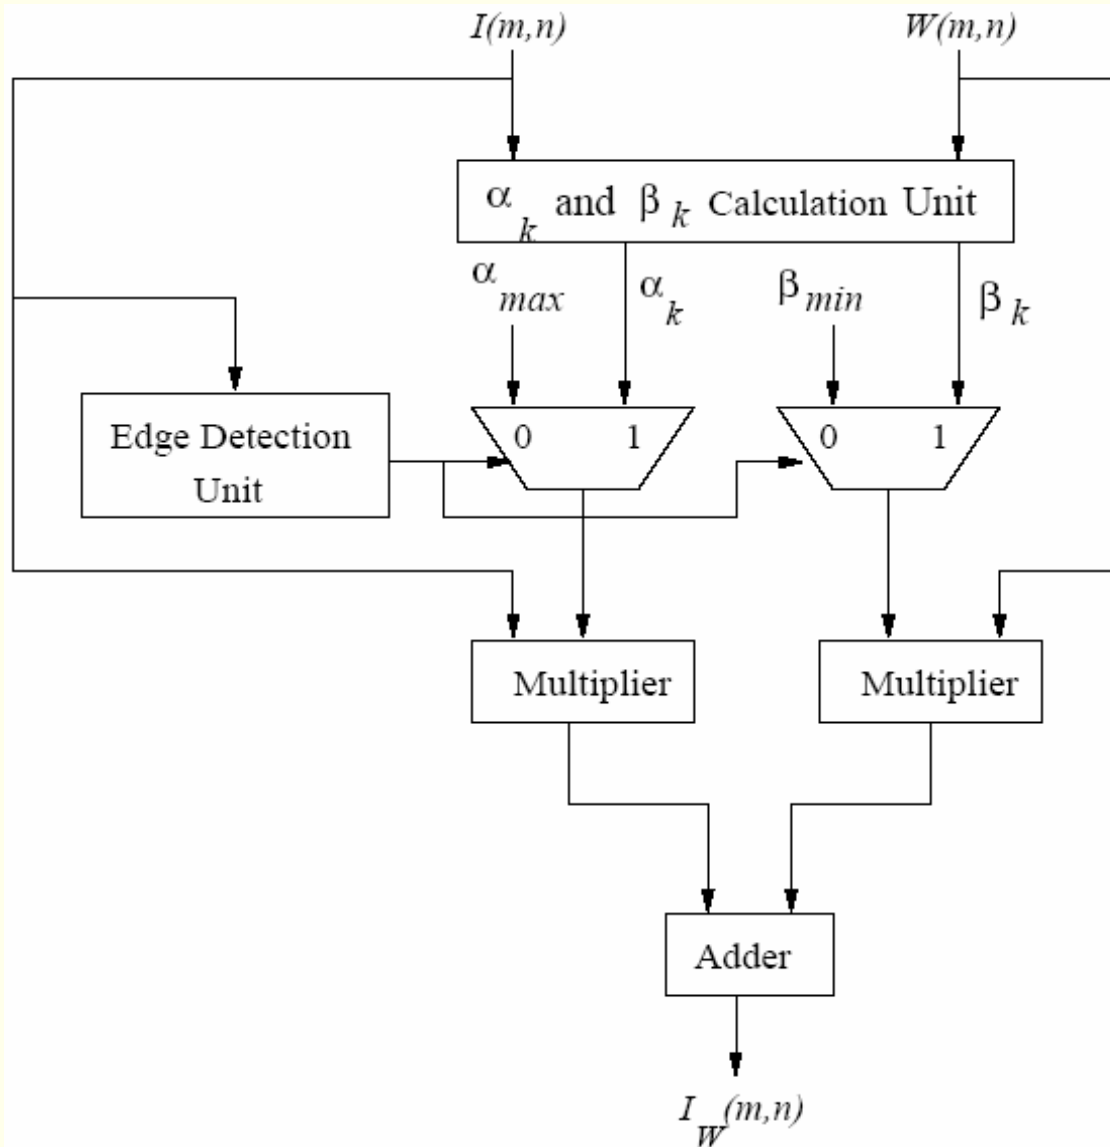 I(m,n) W(m,n)
α_k and β_k Calculation Unit
α_max α_k β_min β_k
Edge Detection
Unit
0 1 0 1
Multiplier Multiplier
Adder
I_W(m,n)